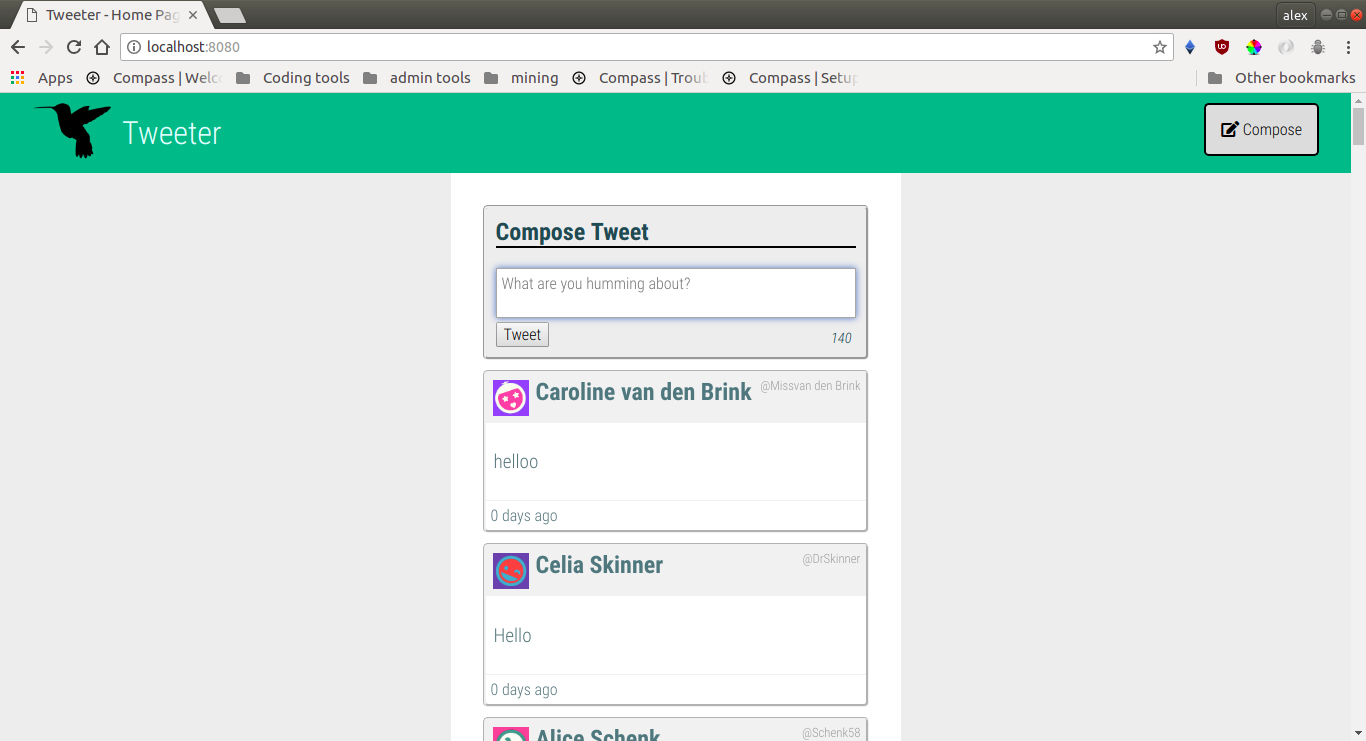 Tweeter - Home Pag
alex
localhost:8080
Apps Compass | Welc Coding tools admin tools mining Compass | Trout Compass | Setup Other bookmarks
Tweeter
Compose
Compose Tweet
What are you humming about?
Tweet
140
Caroline van den Brink @Missvan den Brink
helloo
0 days ago
Celia Skinner @DrSkinner
Hello
0 days ago
Alice Schenk @Schenk58